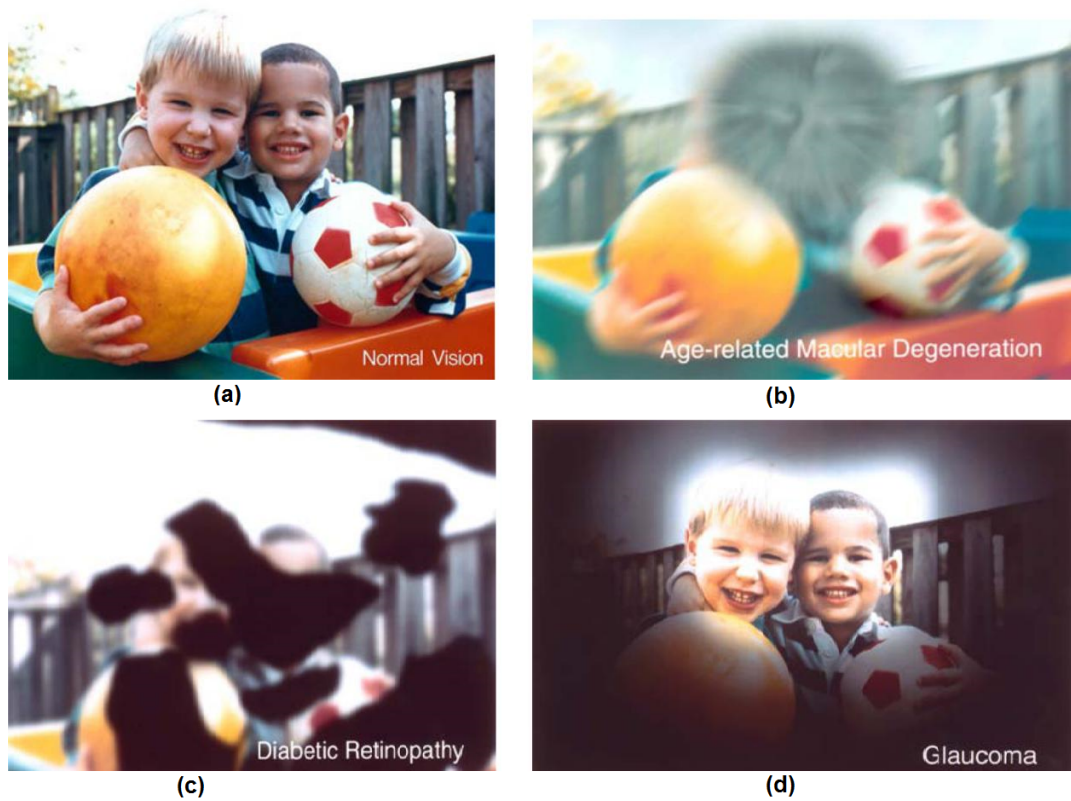 Normal Vision
(a)
Age-related Macular Degeneration
(b)
Diabetic Retinopathy
(c)
Glaucoma
(d)